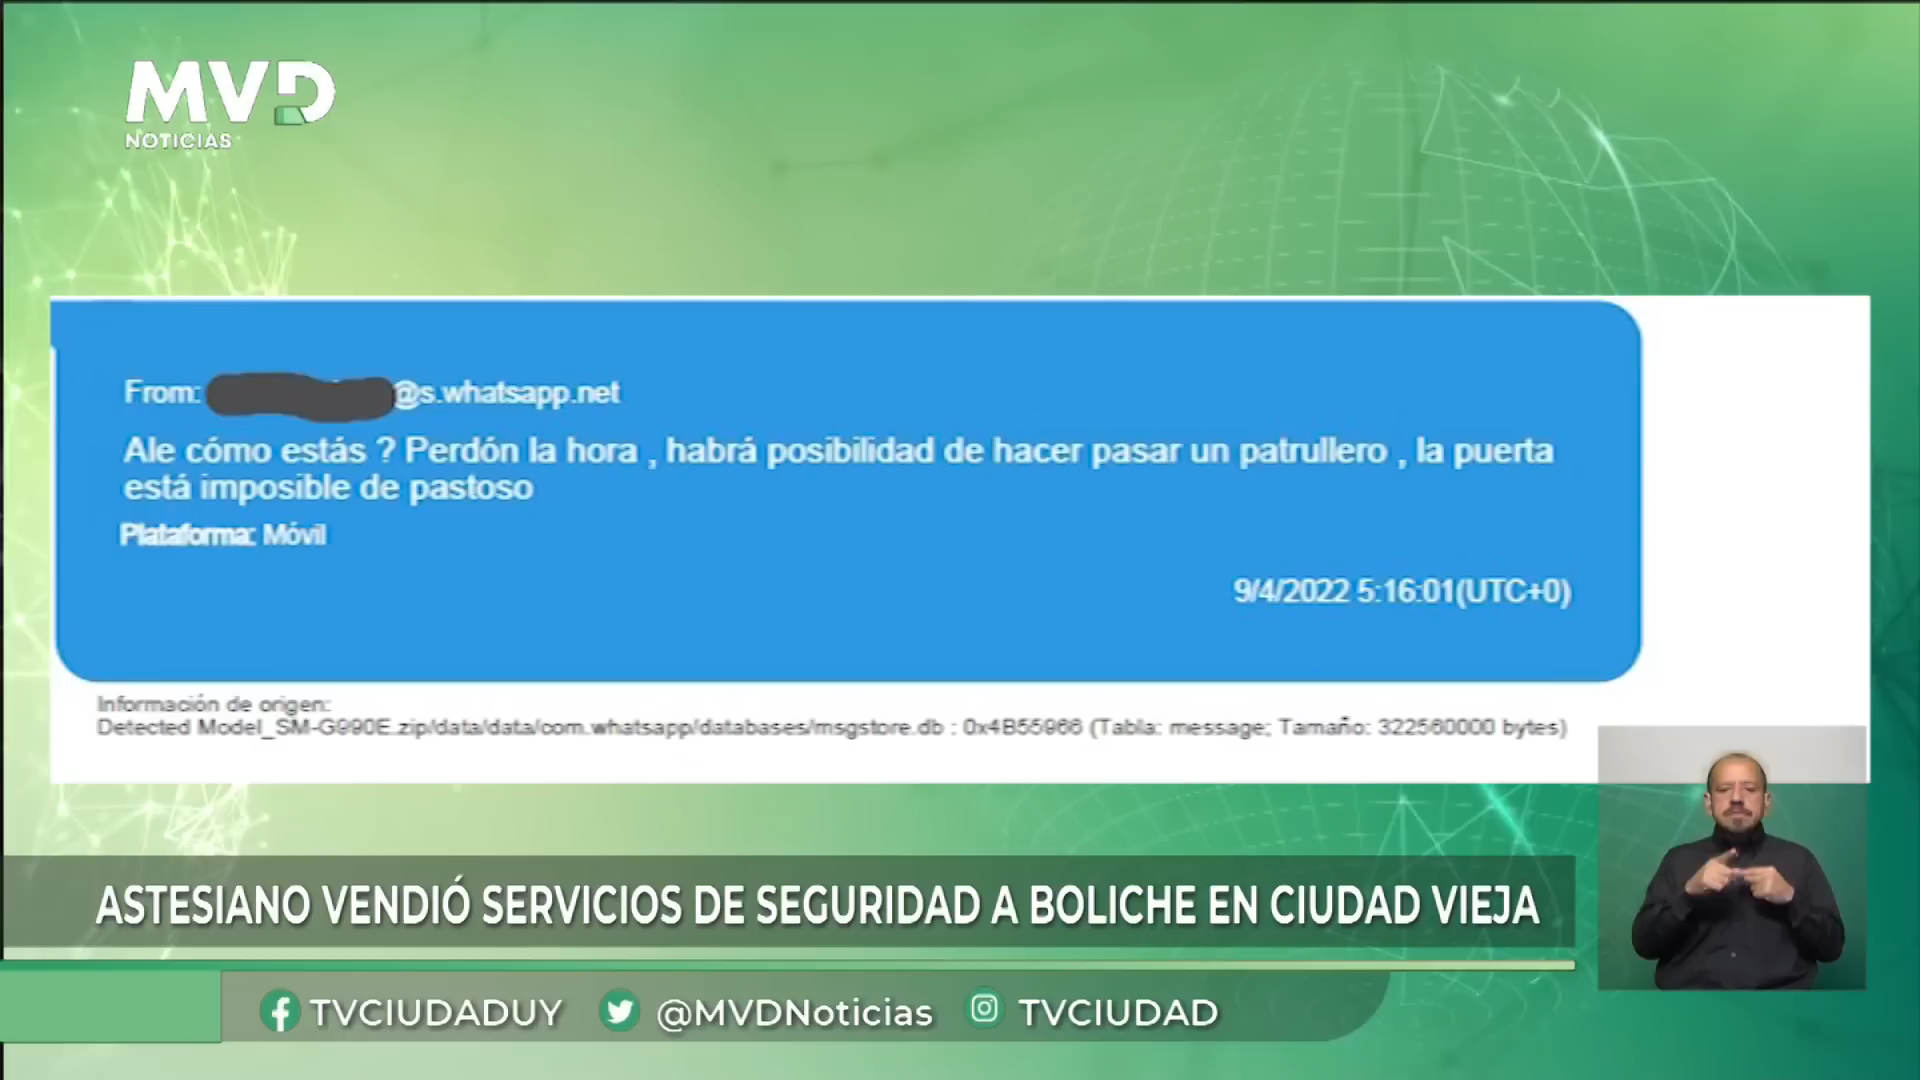 MVD
NOTICIAS
From: @s.whatsapp.net
Ale cómo estás ? Perdón la hora , habrá posibilidad de hacer pasar un patrullero , la puerta
está imposible de pastoso
Plataforma: Móvil
9/4/2022 5:16:01(UTC+0)
Información de origen:
Detected Model_SM-G990E.zip/data/data/com.whatsapp/databases/msgstore.db : 0x4B55966 (Tabla: message; Tamaño: 322560000 bytes)
ASTESIANO VENDIÓ SERVICIOS DE SEGURIDAD A BOLICHE EN CIUDAD VIEJA
TVCIUDADUY @MVDNoticias TVCIUDAD